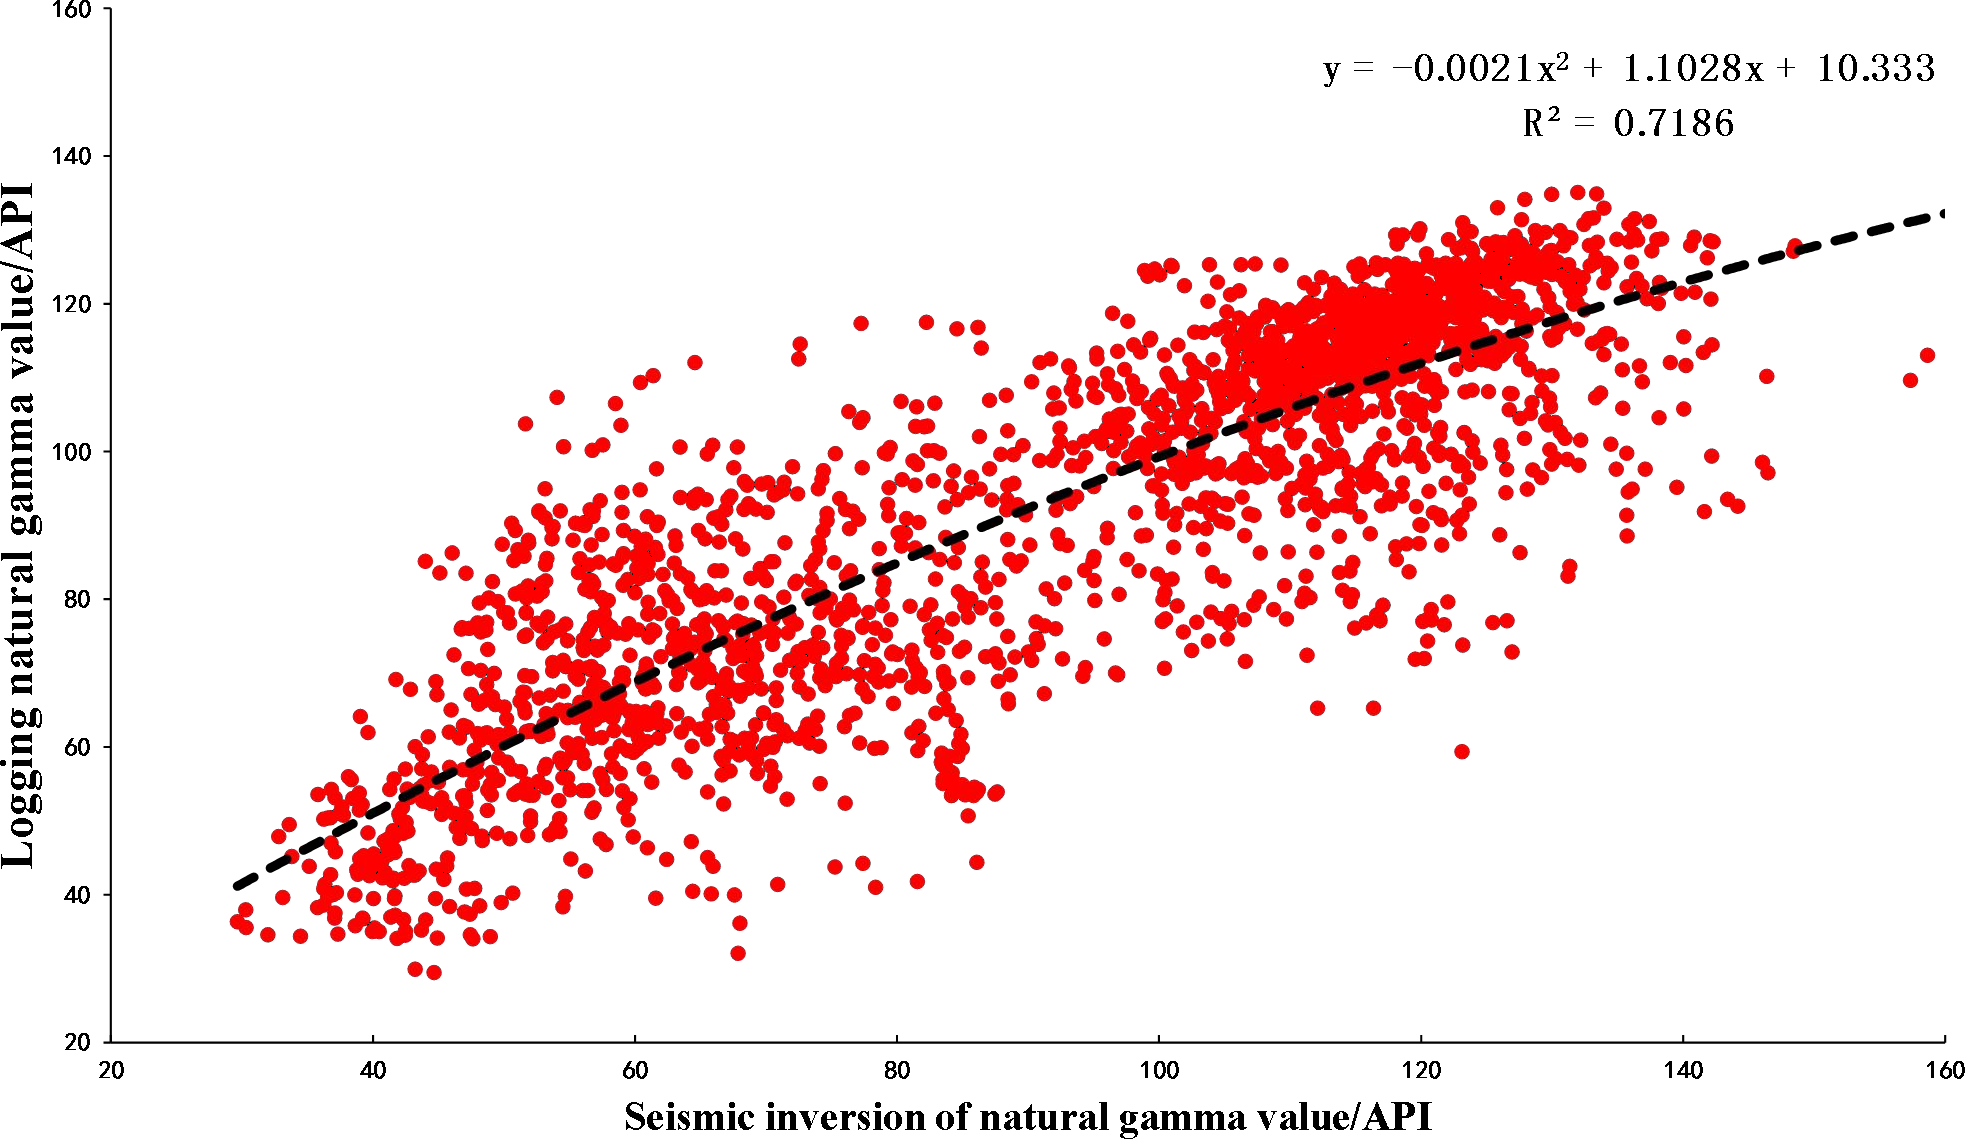 160
y = −0.0021x² + 1.1028x + 10.333
R² = 0.7186
140
120
100
80
60
40
20
Logging natural gamma value/API
20 40 60 80 100 120 140 160
Seismic inversion of natural gamma value/API